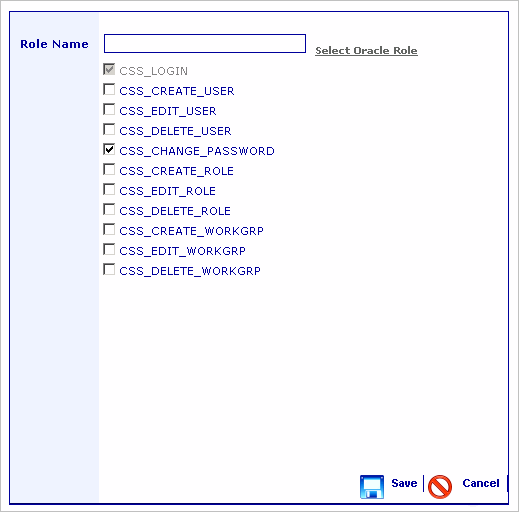 Role Name Select Oracle Role
CSS_LOGIN
CSS_CREATE_USER
CSS_EDIT_USER
CSS_DELETE_USER
CSS_CHANGE_PASSWORD
CSS_CREATE_ROLE
CSS_EDIT_ROLE
CSS_DELETE_ROLE
CSS_CREATE_WORKGRP
CSS_EDIT_WORKGRP
CSS_DELETE_WORKGRP
Save Cancel